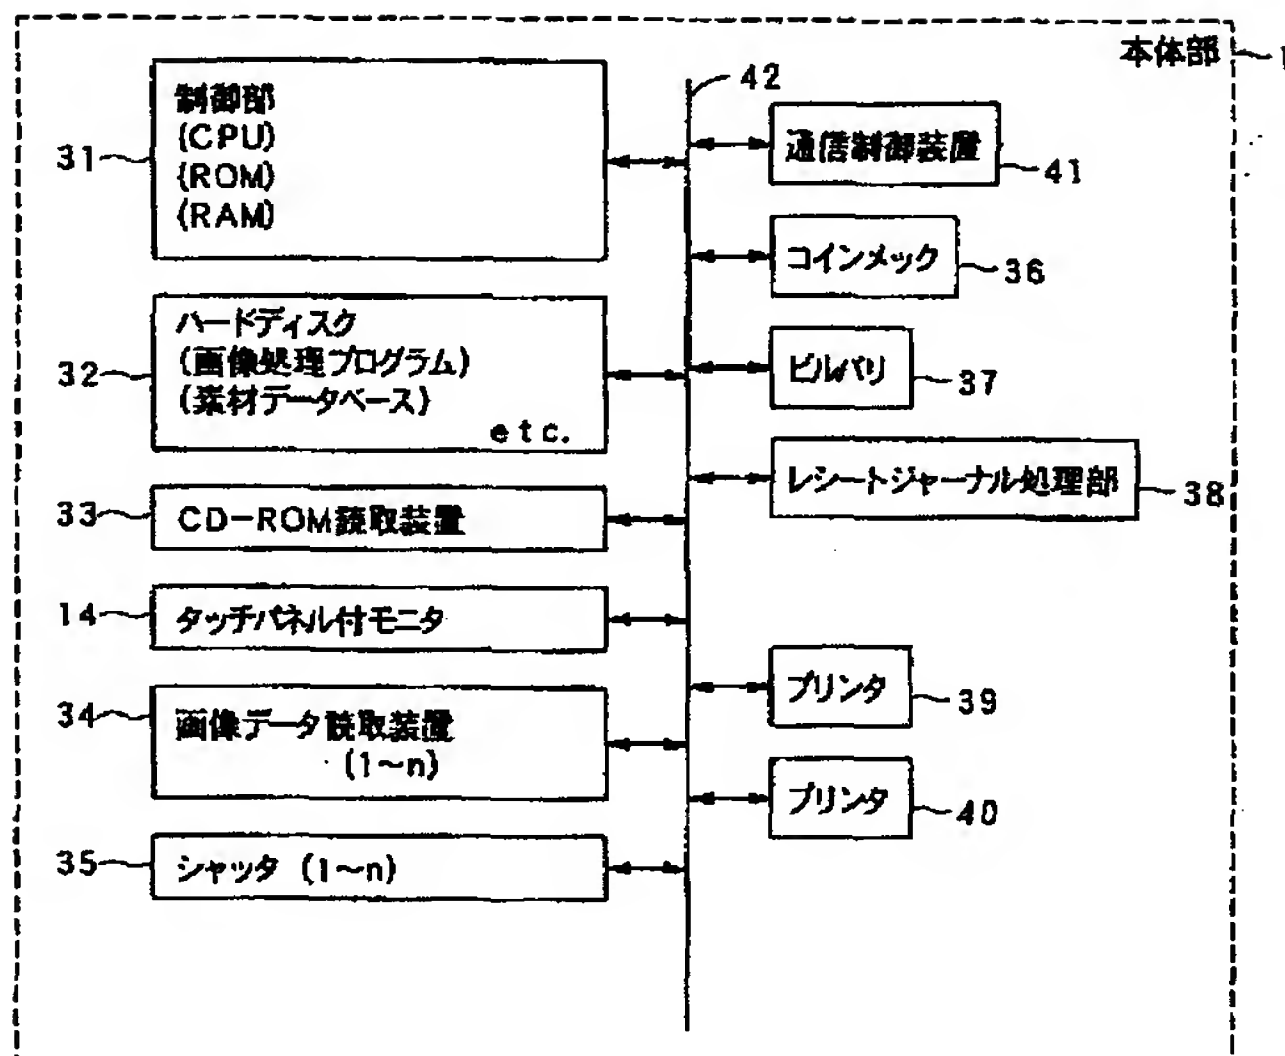 本体部
1
42
31
制御部
(CPU)
(ROM)
(RAM)
通信制御装置
41
コインメック
36
32
ハードディスク
(画像処理プログラム)
(素材データベース)
etc.
ビルバリ
37
レシートジャーナル処理部
38
33
CD-ROM読取装置
14
タッチパネル付モニタ
34
画像データ読取装置
(1〜n)
プリンタ
39
プリンタ
40
35
シャッタ (1〜n)